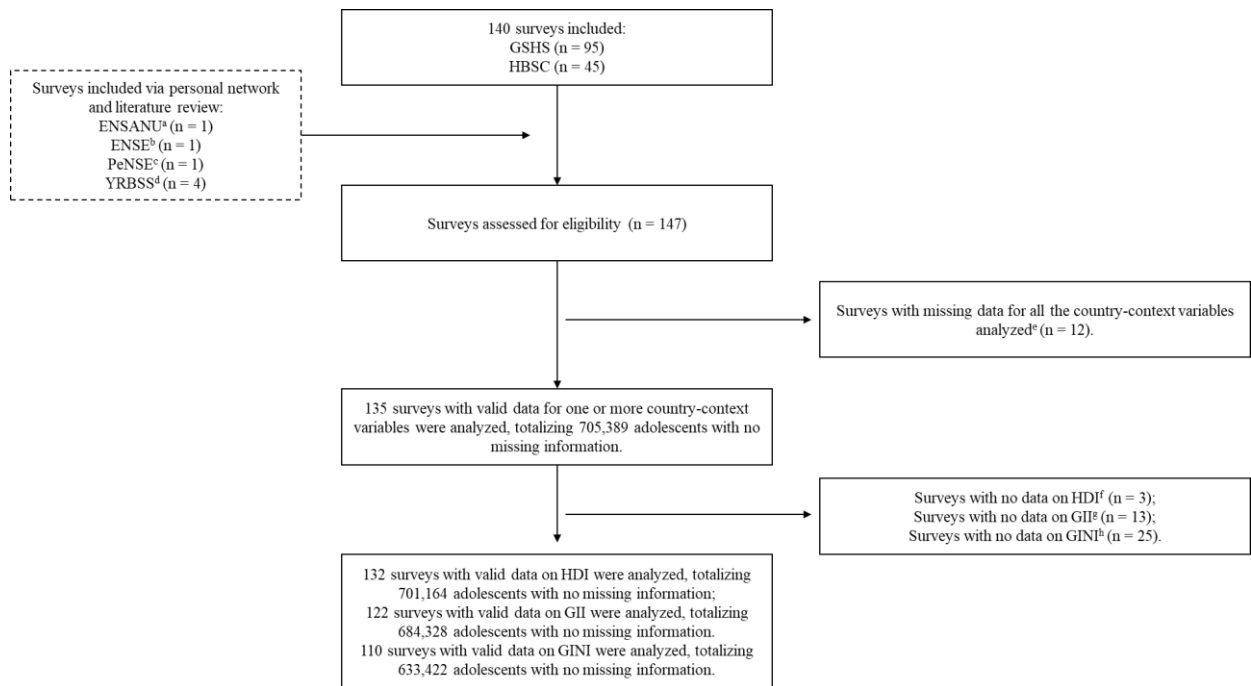 140 surveys included:
GSHS (n = 95)
HBSC (n = 45)
Surveys included via personal network
and literature review:
ENSANUᵃ (n = 1)
ENSEᵇ (n = 1)
PeNSEᶜ (n = 1)
YRBSSᵈ (n = 4)
Surveys assessed for eligibility (n = 147)
Surveys with missing data for all the country-context variables
analyzedᵉ (n = 12).
135 surveys with valid data for one or more country-context
variables were analyzed, totalizing 705,389 adolescents with no
missing information.
Surveys with no data on HDIᶠ (n = 3);
Surveys with no data on GIIᵍ (n = 13);
Surveys with no data on GINIʰ (n = 25).
132 surveys with valid data on HDI were analyzed, totalizing
701,164 adolescents with no missing information;
122 surveys with valid data on GII were analyzed, totalizing
684,328 adolescents with no missing information.
110 surveys with valid data on GINI were analyzed, totalizing
633,422 adolescents with no missing information.